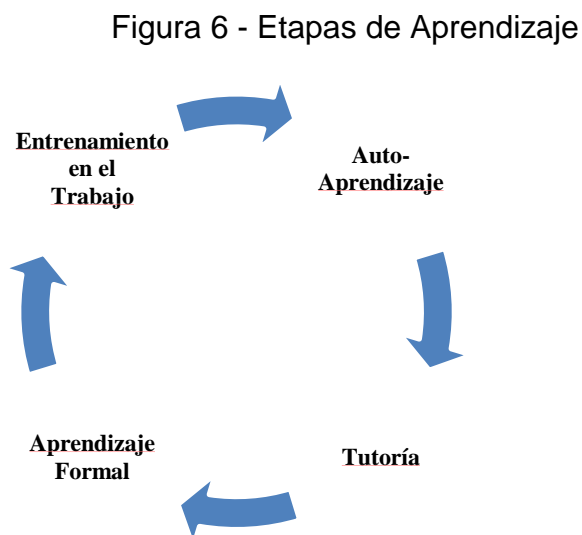 Figura 6 - Etapas de Aprendizaje
Entrenamiento
en el
Trabajo
Auto-
Aprendizaje
Tutoría
Aprendizaje
Formal